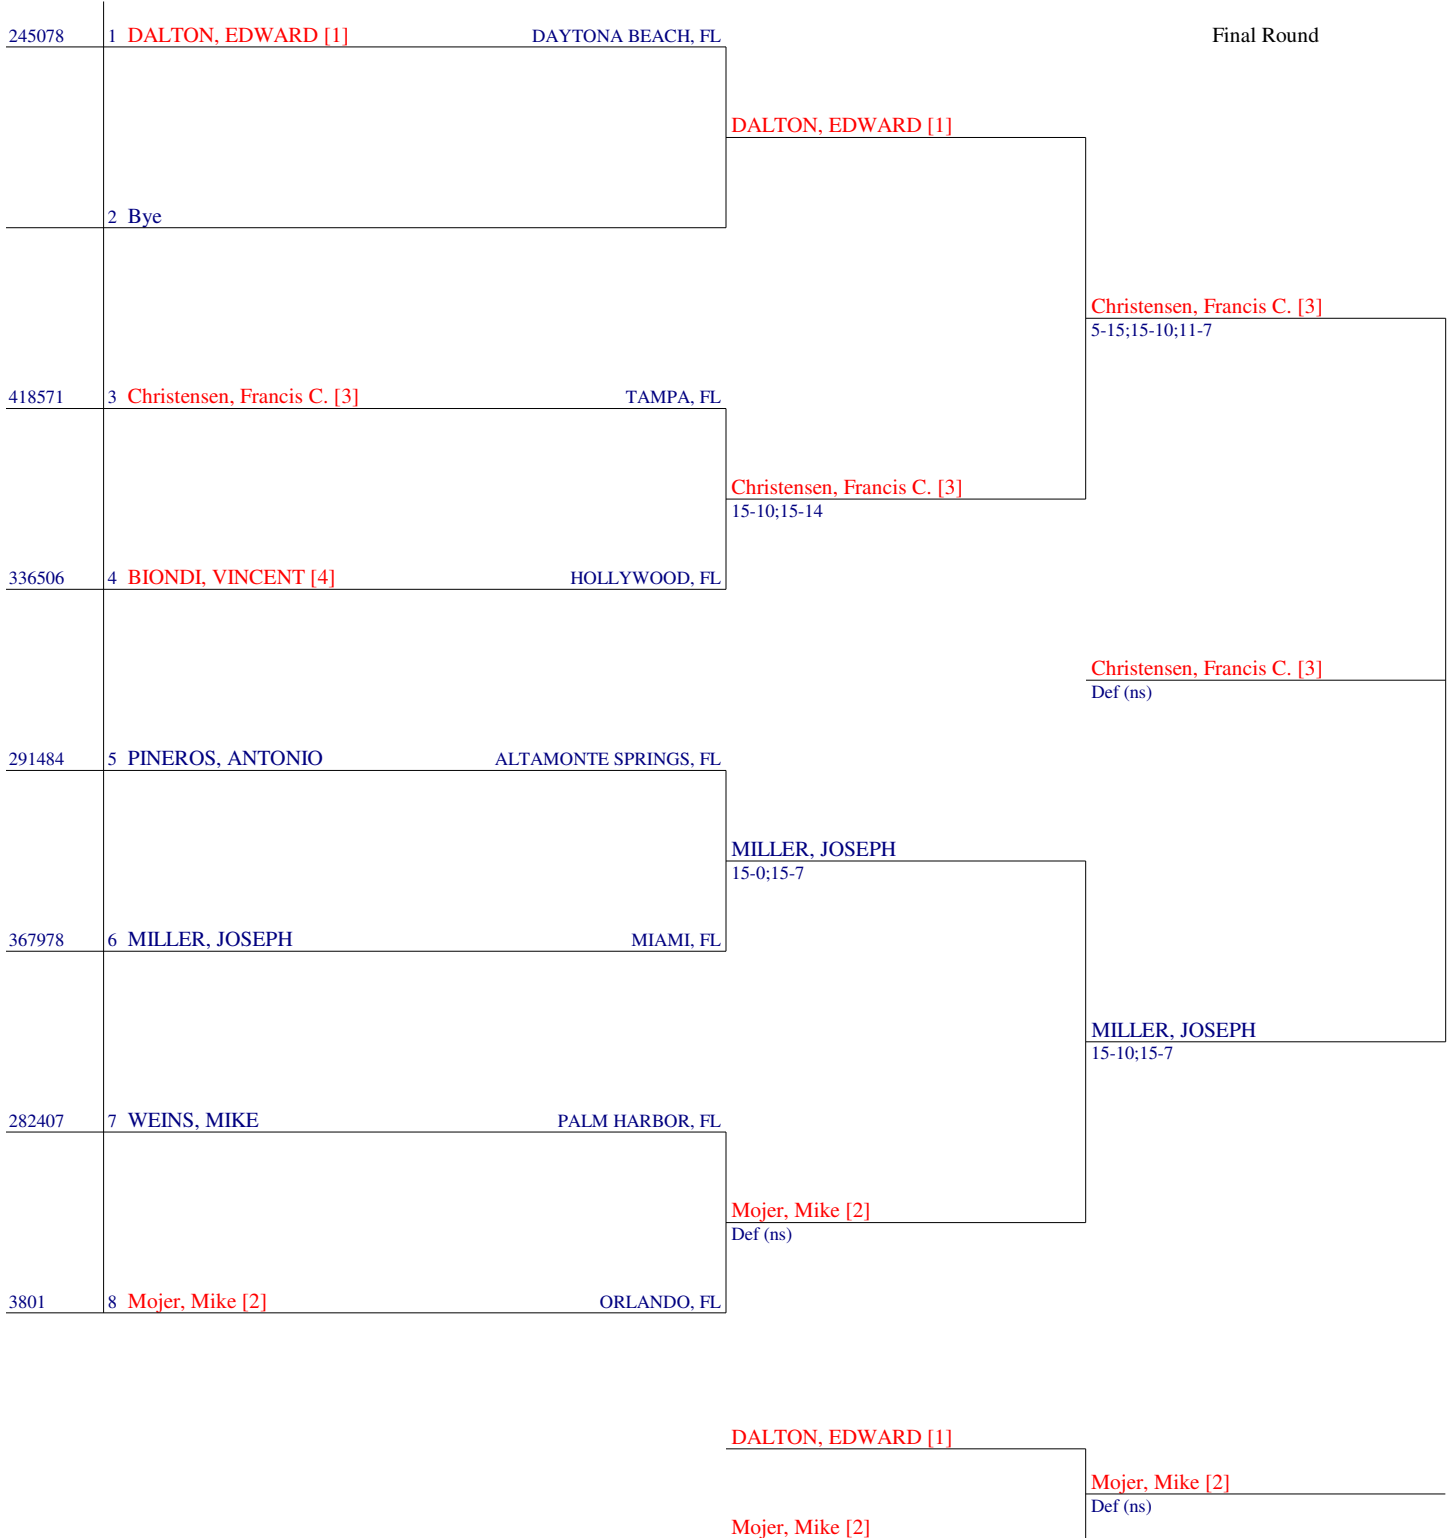 245078 1 DALTON, EDWARD [1] DAYTONA BEACH, FL Final Round
DALTON, EDWARD [1]
2 Bye
Christensen, Francis C. [3]
5-15;15-10;11-7
418571 3 Christensen, Francis C. [3] TAMPA, FL
Christensen, Francis C. [3]
15-10;15-14
336506 4 BIONDI, VINCENT [4] HOLLYWOOD, FL
Christensen, Francis C. [3]
Def (ns)
291484 5 PINEROS, ANTONIO ALTAMONTE SPRINGS, FL
MILLER, JOSEPH
15-0;15-7
367978 6 MILLER, JOSEPH MIAMI, FL
MILLER, JOSEPH
15-10;15-7
282407 7 WEINS, MIKE PALM HARBOR, FL
Mojer, Mike [2]
Def (ns)
3801 8 Mojer, Mike [2] ORLANDO, FL
DALTON, EDWARD [1]
Mojer, Mike [2]
Def (ns)
Mojer, Mike [2]